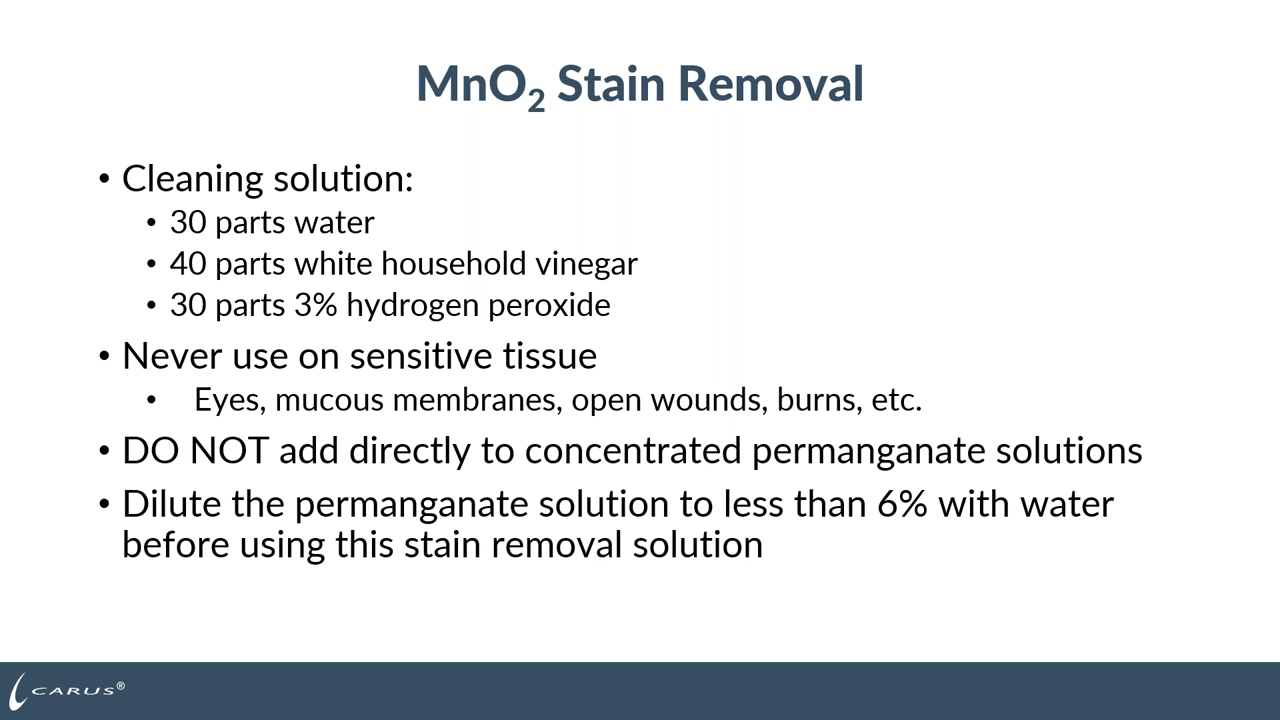 MnO₂ Stain Removal
• Cleaning solution:
• 30 parts water
• 40 parts white household vinegar
• 30 parts 3% hydrogen peroxide
• Never use on sensitive tissue
• Eyes, mucous membranes, open wounds, burns, etc.
• DO NOT add directly to concentrated permanganate solutions
• Dilute the permanganate solution to less than 6% with water
before using this stain removal solution
CARUS®